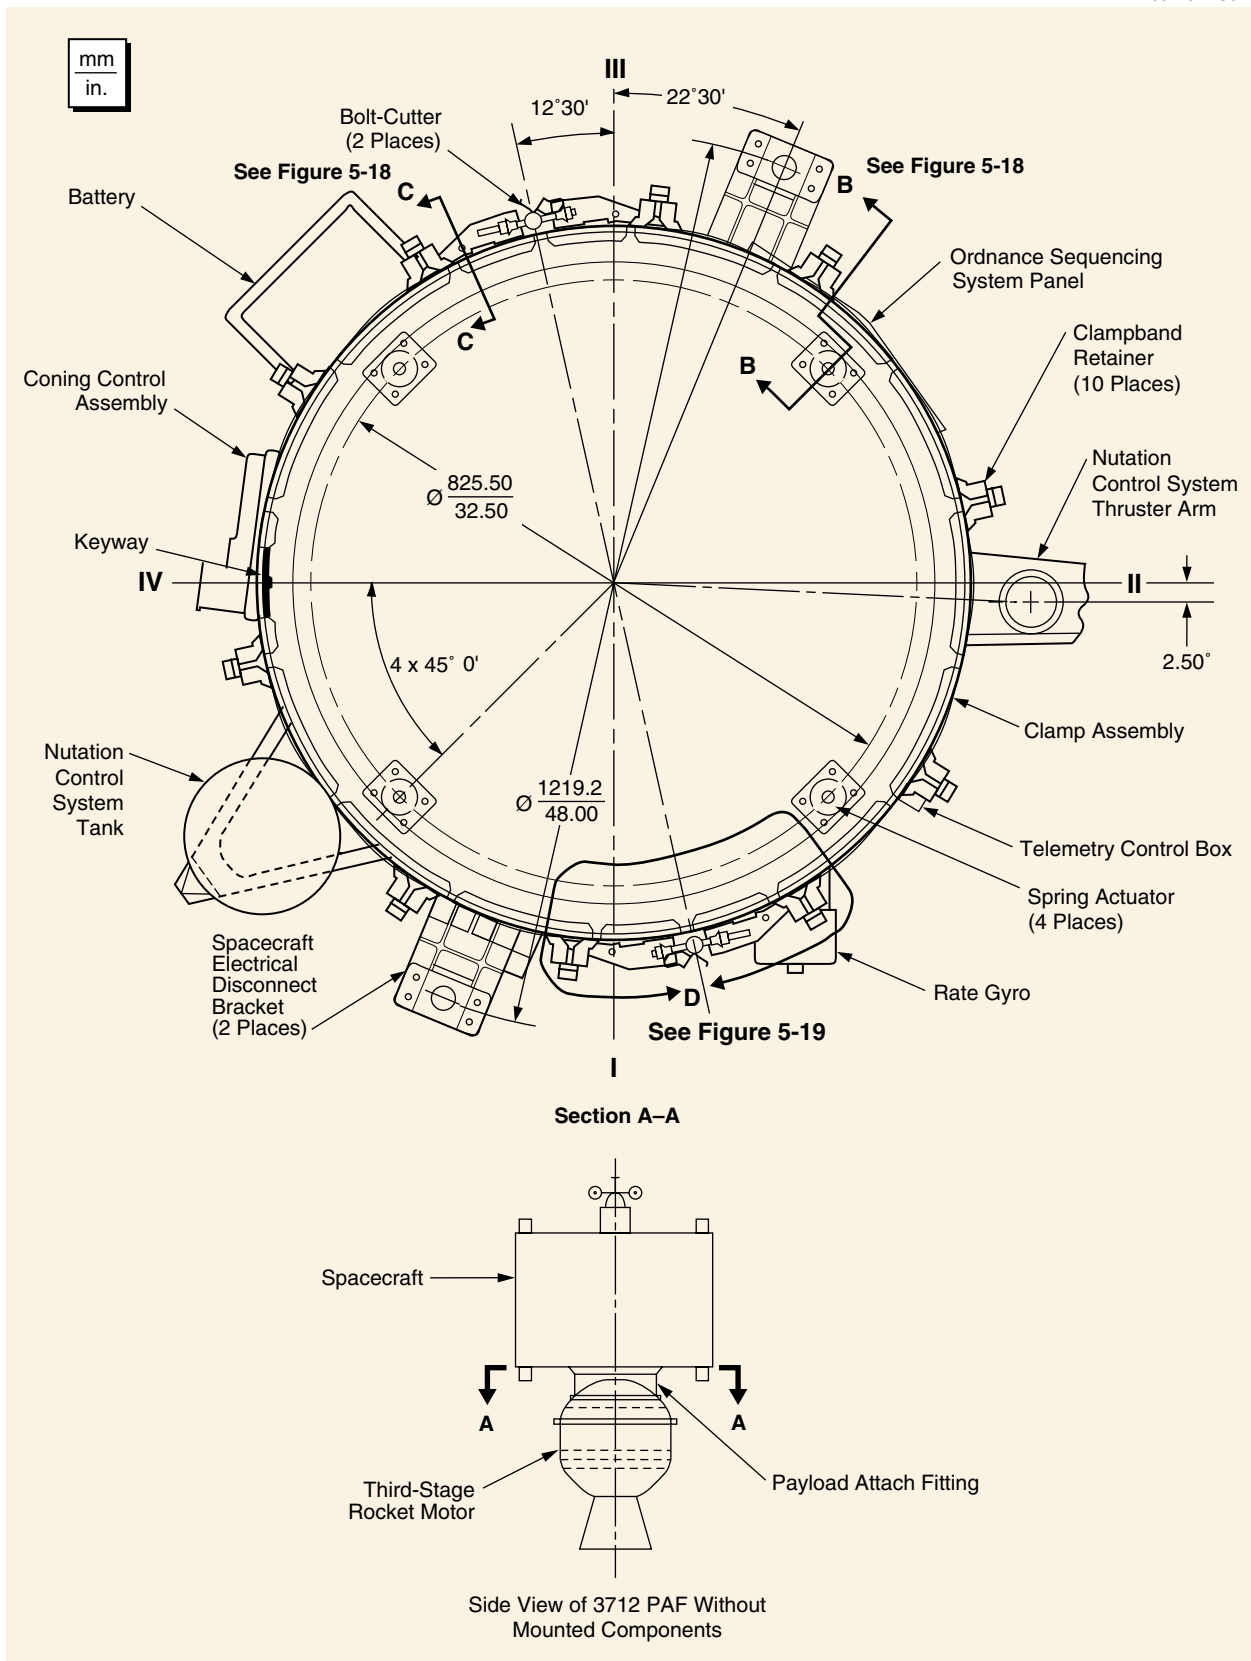 mm
in.
III
12˚30'
22˚30'
Bolt-Cutter
(2 Places)
See Figure 5-18
C
B
See Figure 5-18
Battery
Ordnance Sequencing
System Panel
C
B
Clampband
Retainer
(10 Places)
Coning Control
Assembly
Nutation
Control System
Thruster Arm
Ø 825.50
32.50
Keyway
IV
II
4 x 45˚ 0'
2.50˚
Clamp Assembly
Nutation
Control
System
Tank
Ø 1219.2
48.00
Telemetry Control Box
Spring Actuator
(4 Places)
Spacecraft
Electrical
Disconnect
Bracket
(2 Places)
D
Rate Gyro
See Figure 5-19
I
Section A–A
Spacecraft
A
A
Third-Stage
Rocket Motor
Payload Attach Fitting
Side View of 3712 PAF Without
Mounted Components